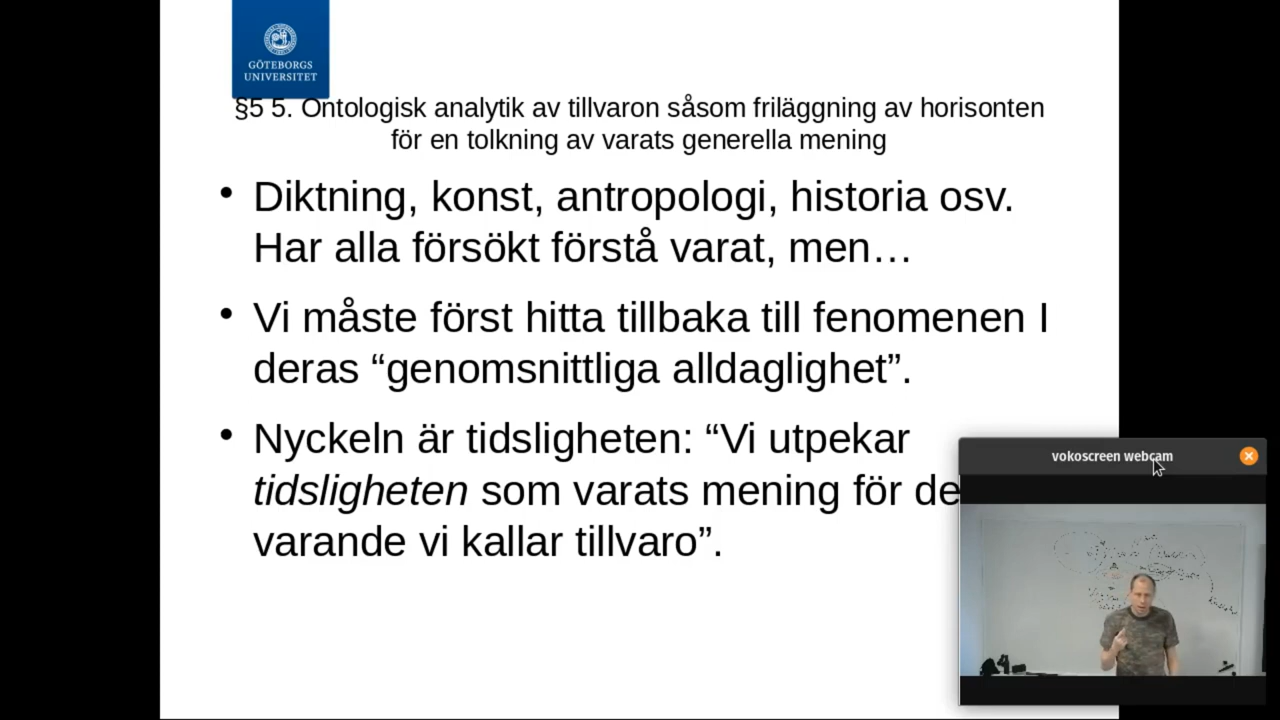 GÖTEBORGS
UNIVERSITET
§5 5. Ontologisk analytik av tillvaron såsom friläggning av horisonten
för en tolkning av varats generella mening
• Diktning, konst, antropologi, historia osv.
Har alla försökt förstå varat, men…
• Vi måste först hitta tillbaka till fenomenen I
deras “genomsnittliga alldaglighet”.
• Nyckeln är tidsligheten: “Vi utpekar
tidsligheten som varats mening för de
varande vi kallar tillvaro”.
vokoscreen webcam